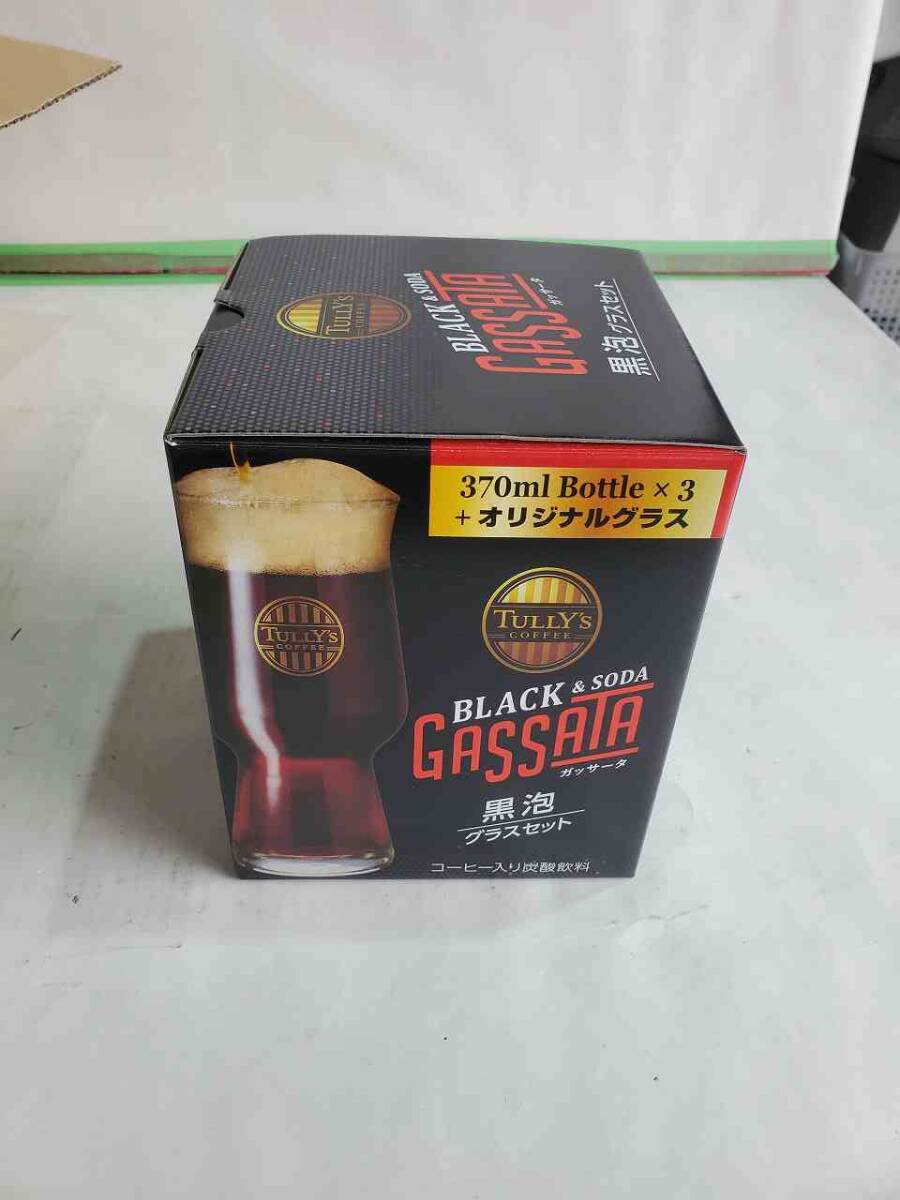 TULLY'S
COFFEE
BLACK & SODA
GASSATA
ガッサータ
黒泡グラスセット
370ml Bottle × 3
+ オリジナルグラス
TULLY'S
COFFEE
TULLY'S
COFFEE
BLACK & SODA
GASSATA
ガッサータ
黒泡
グラスセット
コーヒー入り炭酸飲料